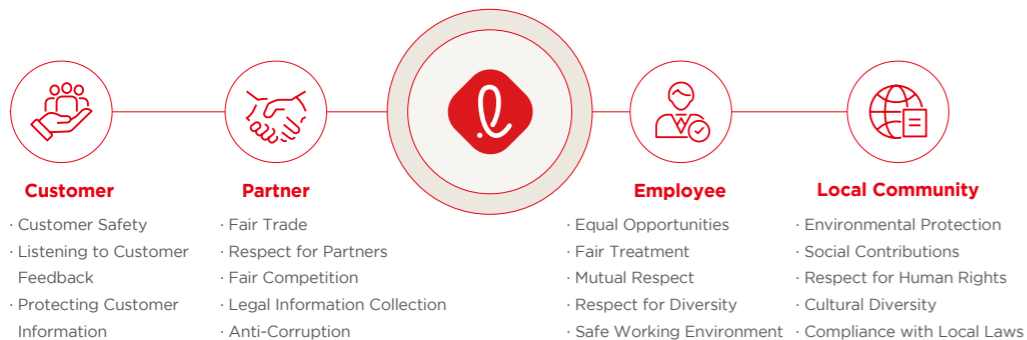 Customer
· Customer Safety
· Listening to Customer
Feedback
· Protecting Customer
Information
Partner
· Fair Trade
· Respect for Partners
· Fair Competition
· Legal Information Collection
· Anti-Corruption
Employee
· Equal Opportunities
· Fair Treatment
· Mutual Respect
· Respect for Diversity
· Safe Working Environment
Local Community
· Environmental Protection
· Social Contributions
· Respect for Human Rights
· Cultural Diversity
· Compliance with Local Laws